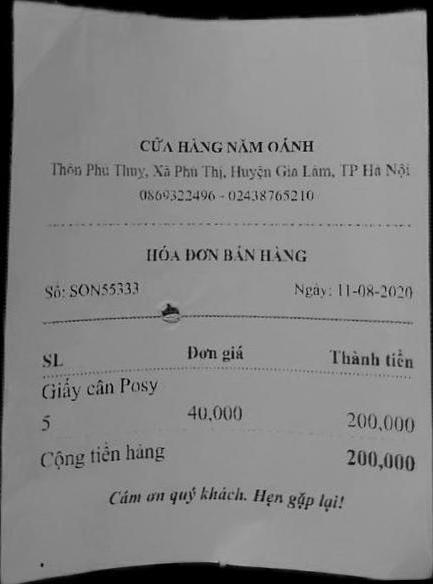 CỬA HÀNG NĂM OÁNH
Thôn Phú Thụy, Xã Phú Thị, Huyện Gia Lâm, TP Hà Nội
0869322496 - 02438765210
HÓA ĐƠN BÁN HÀNG
Số: SON55333 Ngày: 11-08-2020
SL Đơn giá Thành tiền
Giấy cân Posy
5 40,000 200,000
Cộng tiền hàng 200,000
Cám ơn quý khách. Hẹn gặp lại!